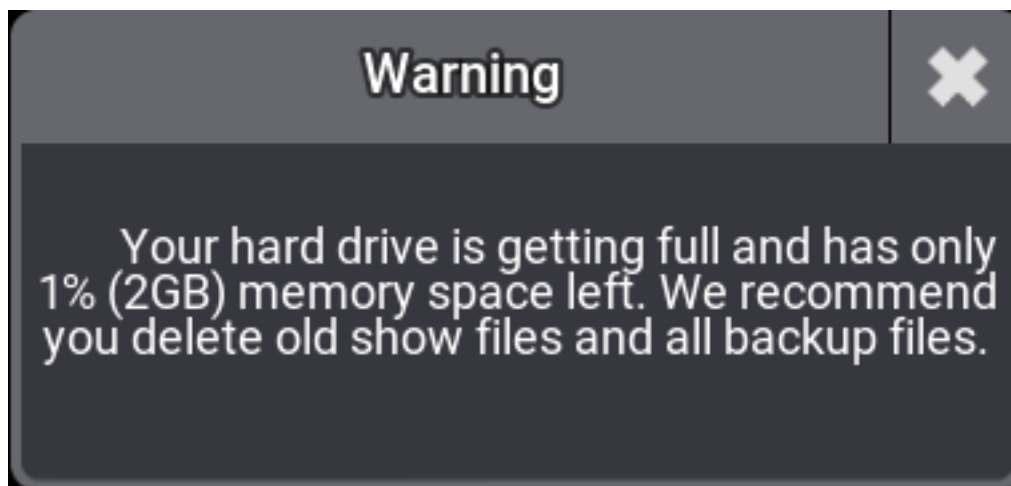 Warning
Your hard drive is getting full and has only
1% (2GB) memory space left. We recommend
you delete old show files and all backup files.